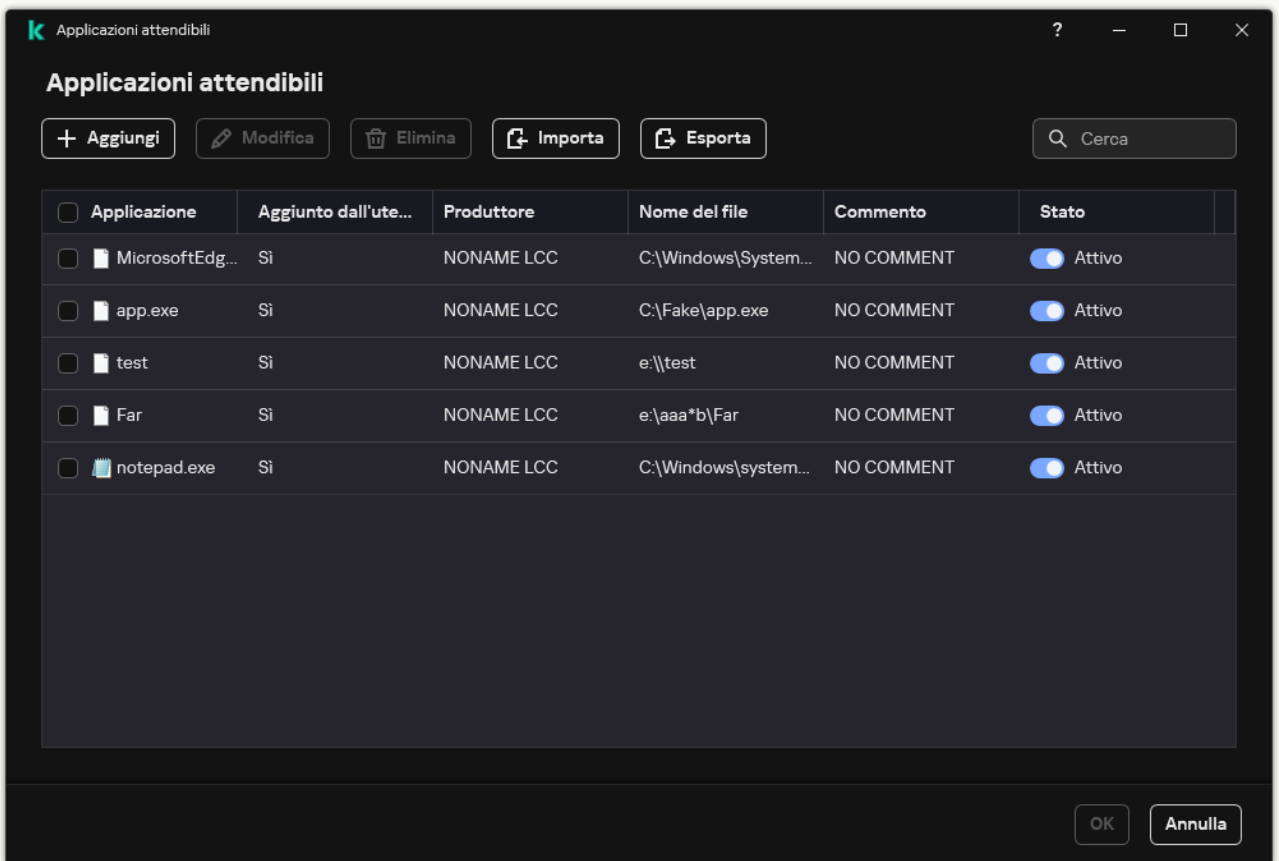 Applicazioni attendibili
?
Applicazioni attendibili
Aggiungi Modifica Elimina Importa Esporta Cerca
Applicazione Aggiunto dall'ute... Produttore Nome del file Commento Stato
MicrosoftEdg... Sì NONAME LCC C:\Windows\System... NO COMMENT Attivo
app.exe Sì NONAME LCC C:\Fake\app.exe NO COMMENT Attivo
test Sì NONAME LCC e:\\test NO COMMENT Attivo
Far Sì NONAME LCC e:\aaa*b\Far NO COMMENT Attivo
notepad.exe Sì NONAME LCC C:\Windows\system... NO COMMENT Attivo
OK Annulla